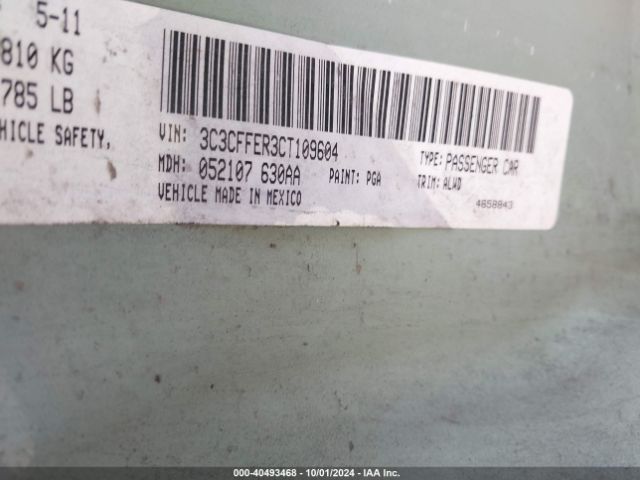 5-11
810 KG
785 LB
HICLE SAFETY,
VIN: 3C3CFFER3CT109604 TYPE: PASSENGER CAR
MDH: 052107 630AA PAINT: PGA TRIM: ALWD
VEHICLE MADE IN MEXICO 4658843
000-40493468 - 10/01/2024 - IAA Inc.